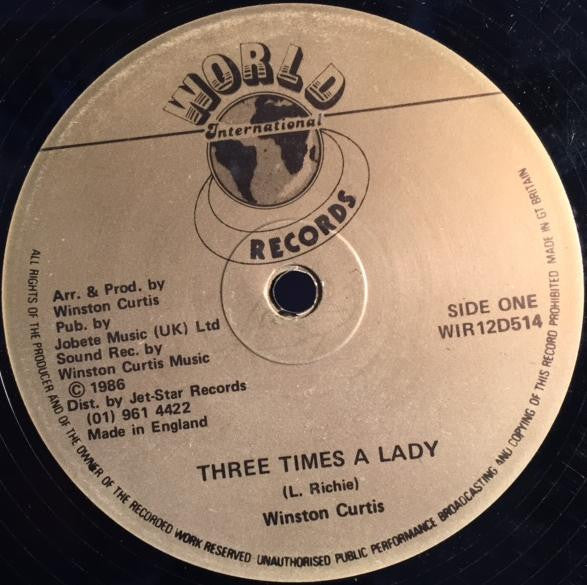 WORLD
International
RECORDS
Arr. & Prod. by
Winston Curtis
Pub. by
Jobete Music (UK) Ltd
Sound Rec. by
Winston Curtis Music
© 1986
Dist. by Jet-Star Records
(01) 961 4422
Made in England
SIDE ONE
WIR12D514
THREE TIMES A LADY
(L. Richie)
Winston Curtis
ALL RIGHTS OF THE PRODUCER AND OF THE OWNER OF THE RECORDED WORK RESERVED UNAUTHORISED PUBLIC PERFORMANCE BROADCASTING AND COPYING OF THIS RECORD PROHIBITED MADE IN GT BRITAIN